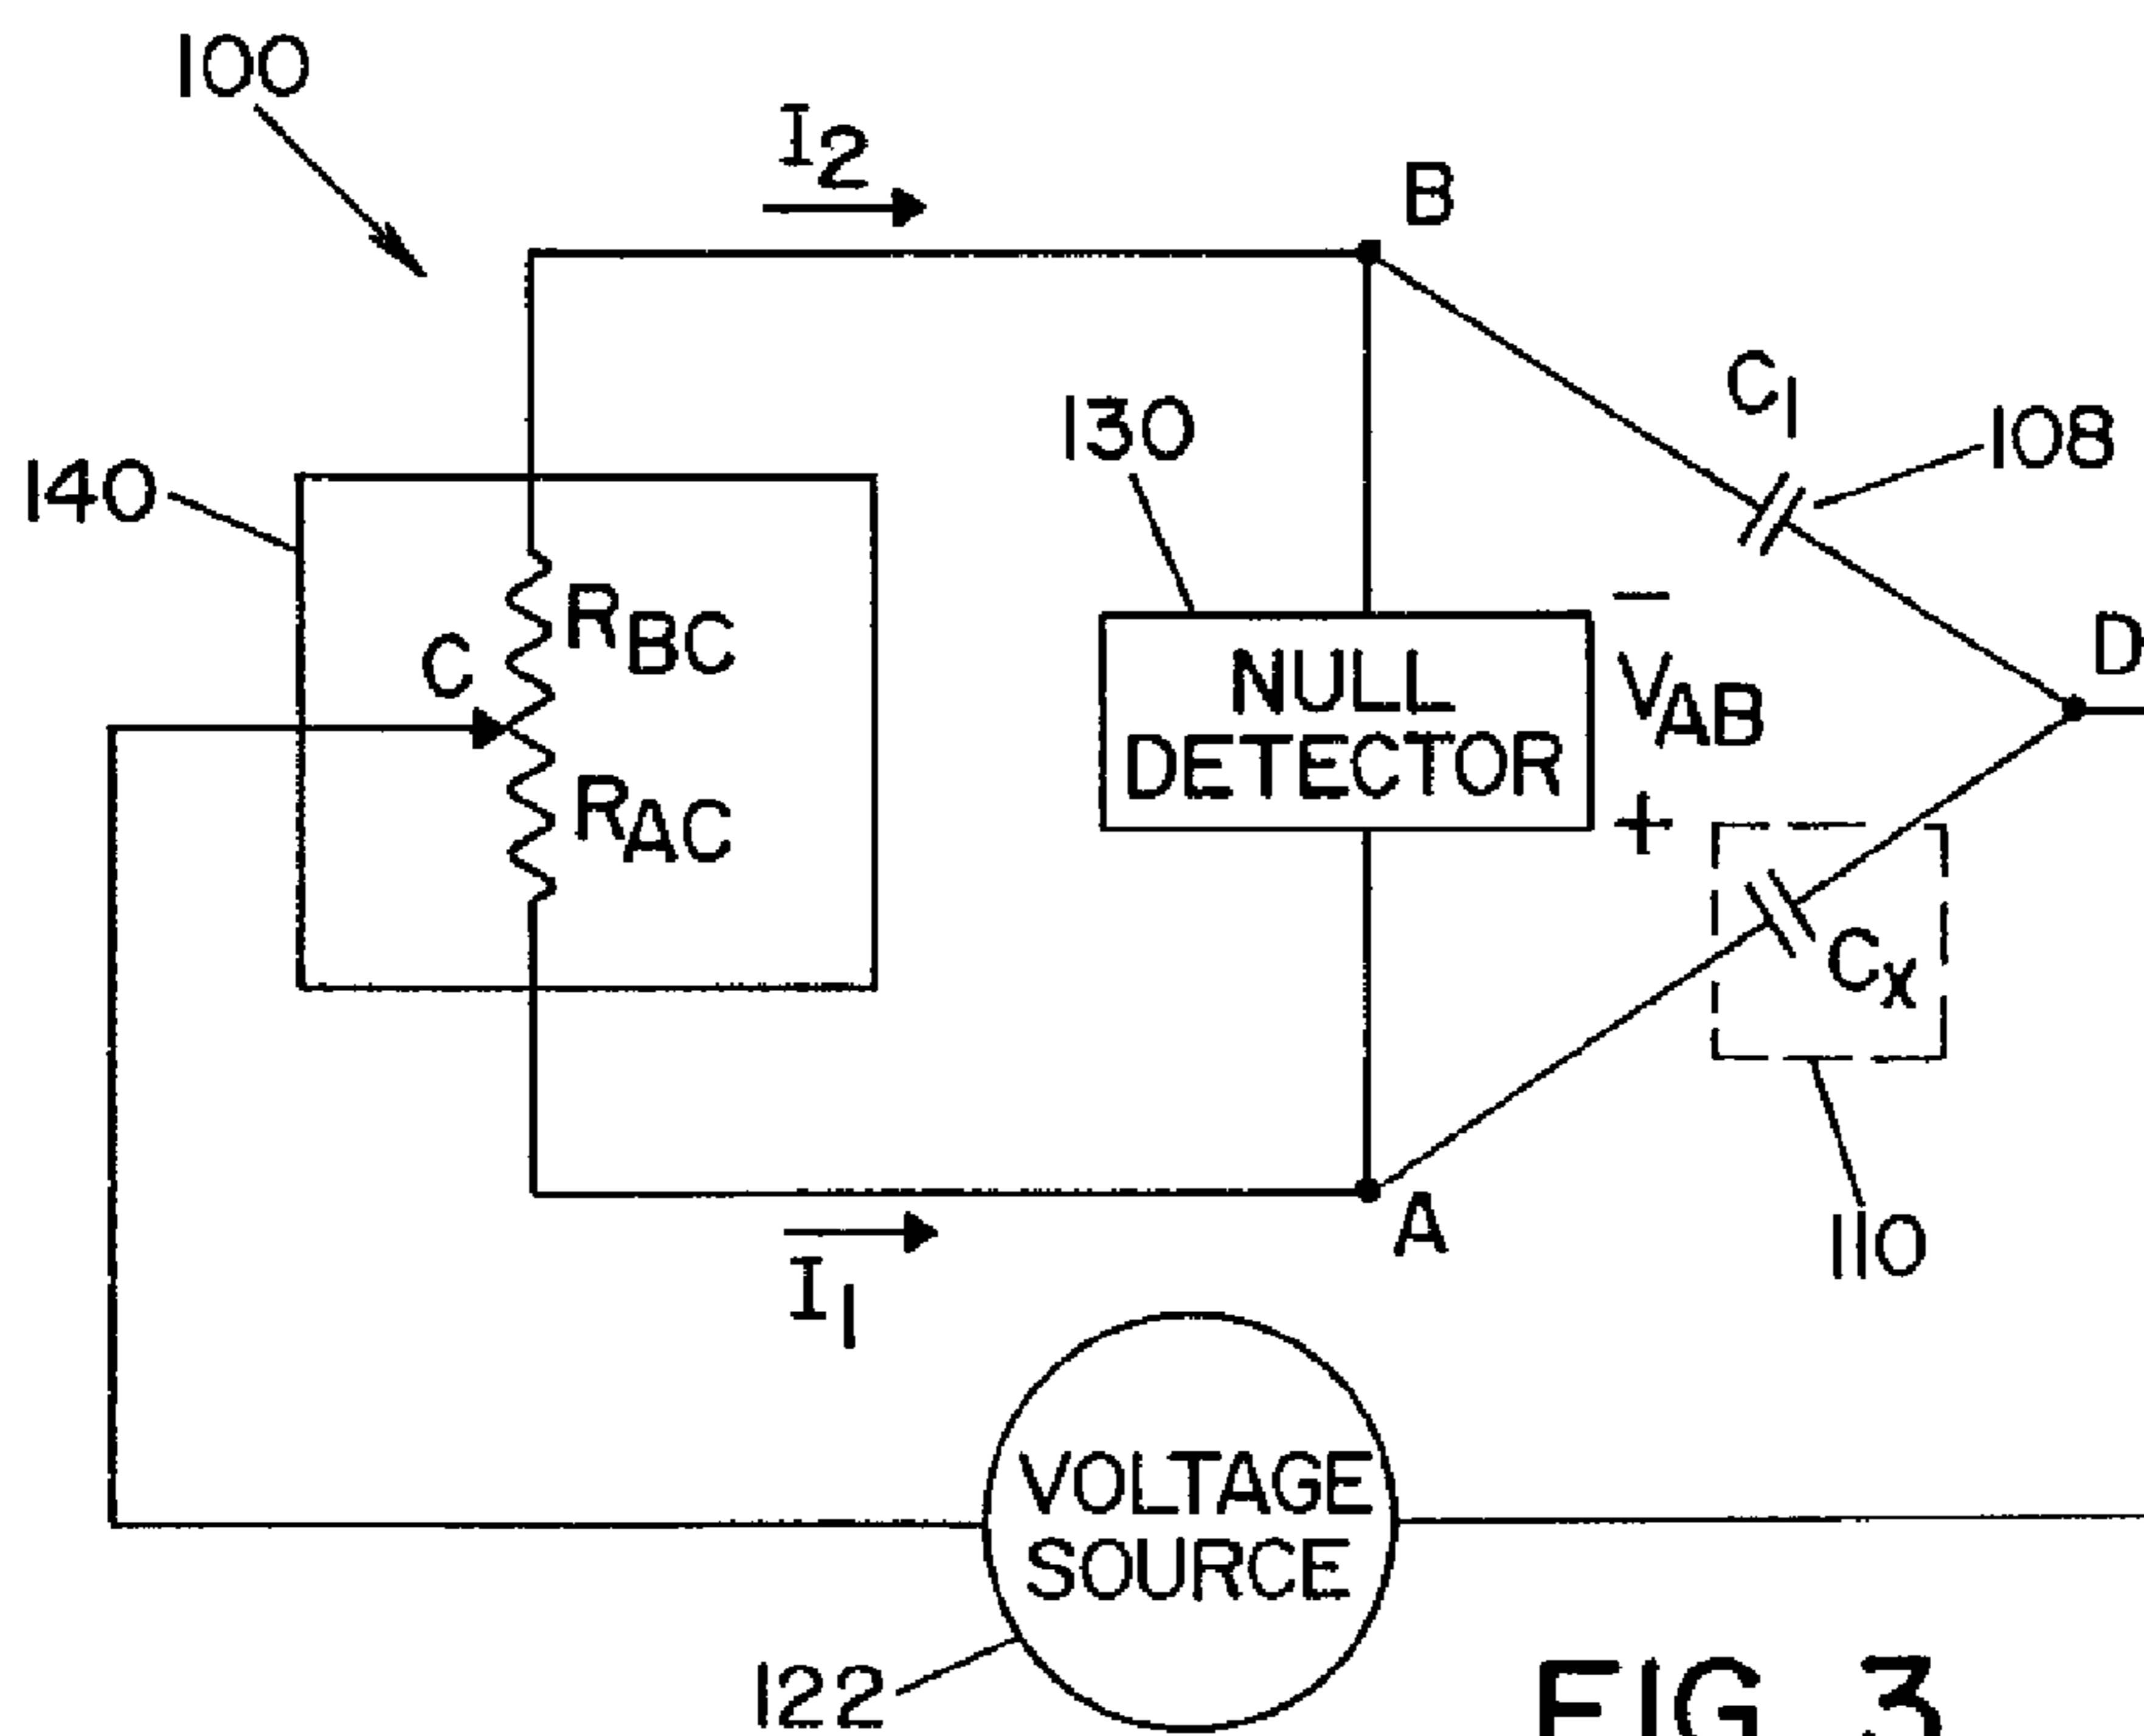 100
I2
B
C1
108
130
140
RBC
C
−
NULL
DETECTOR
VAB
D
RAC
+
CX
A
110
I1
VOLTAGE
SOURCE
122
FIG. 3